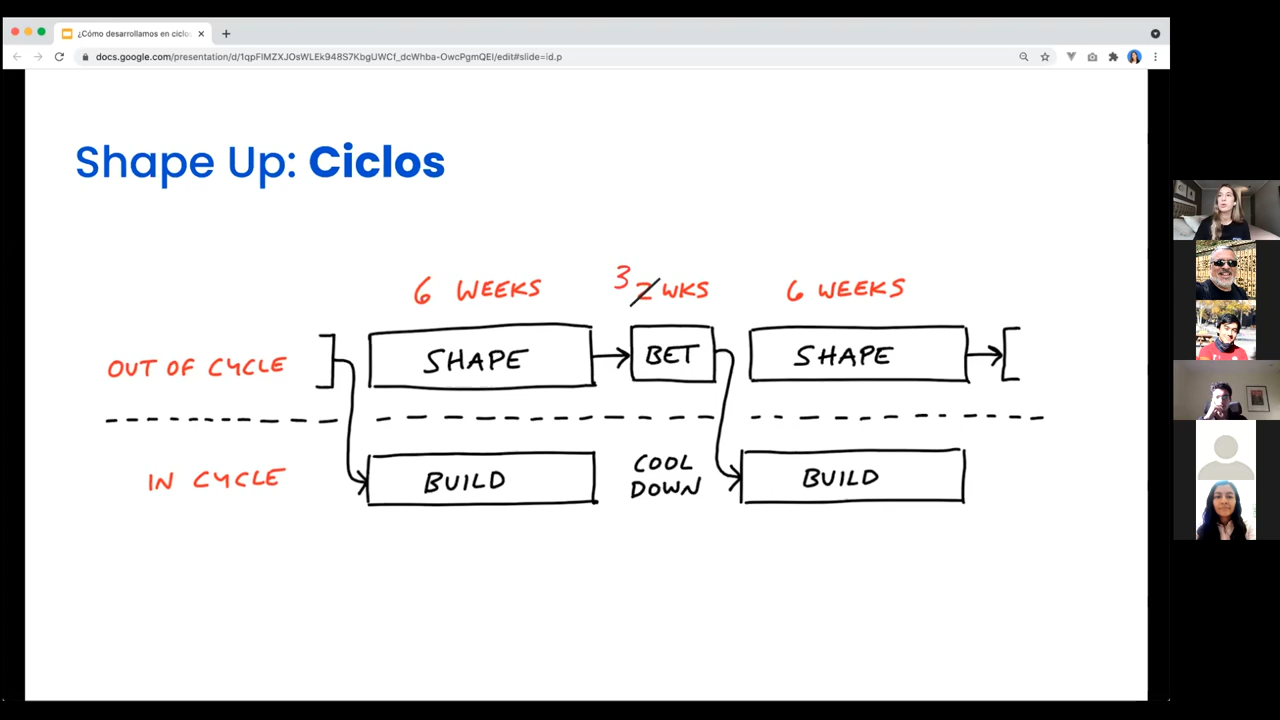 ¿Cómo desarrollamos en ciclos
docs.google.com/presentation/d/1qpFIMZXJOsWLEk948S7KbgUWCf_dcWhba-OwcPgmQEI/edit#slide=id.p
Shape Up: Ciclos
6 WEEKS
3 2 WKS
6 WEEKS
OUT OF CYCLE
SHAPE
BET
SHAPE
IN CYCLE
BUILD
COOL
DOWN
BUILD